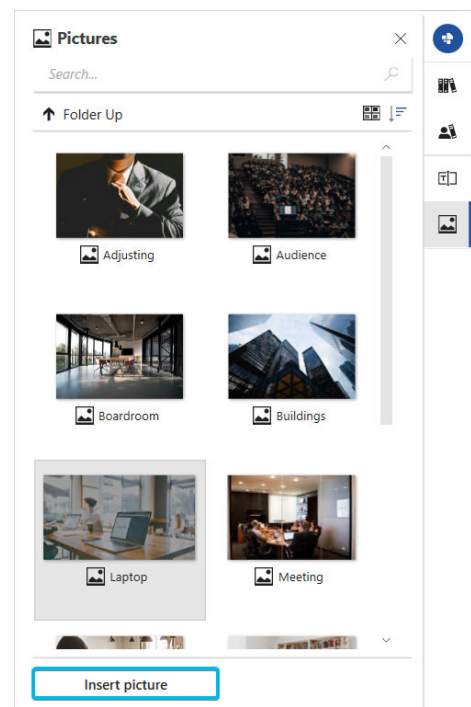 Pictures
Search...
Folder Up
Adjusting
Audience
Boardroom
Buildings
Laptop
Meeting
Insert picture